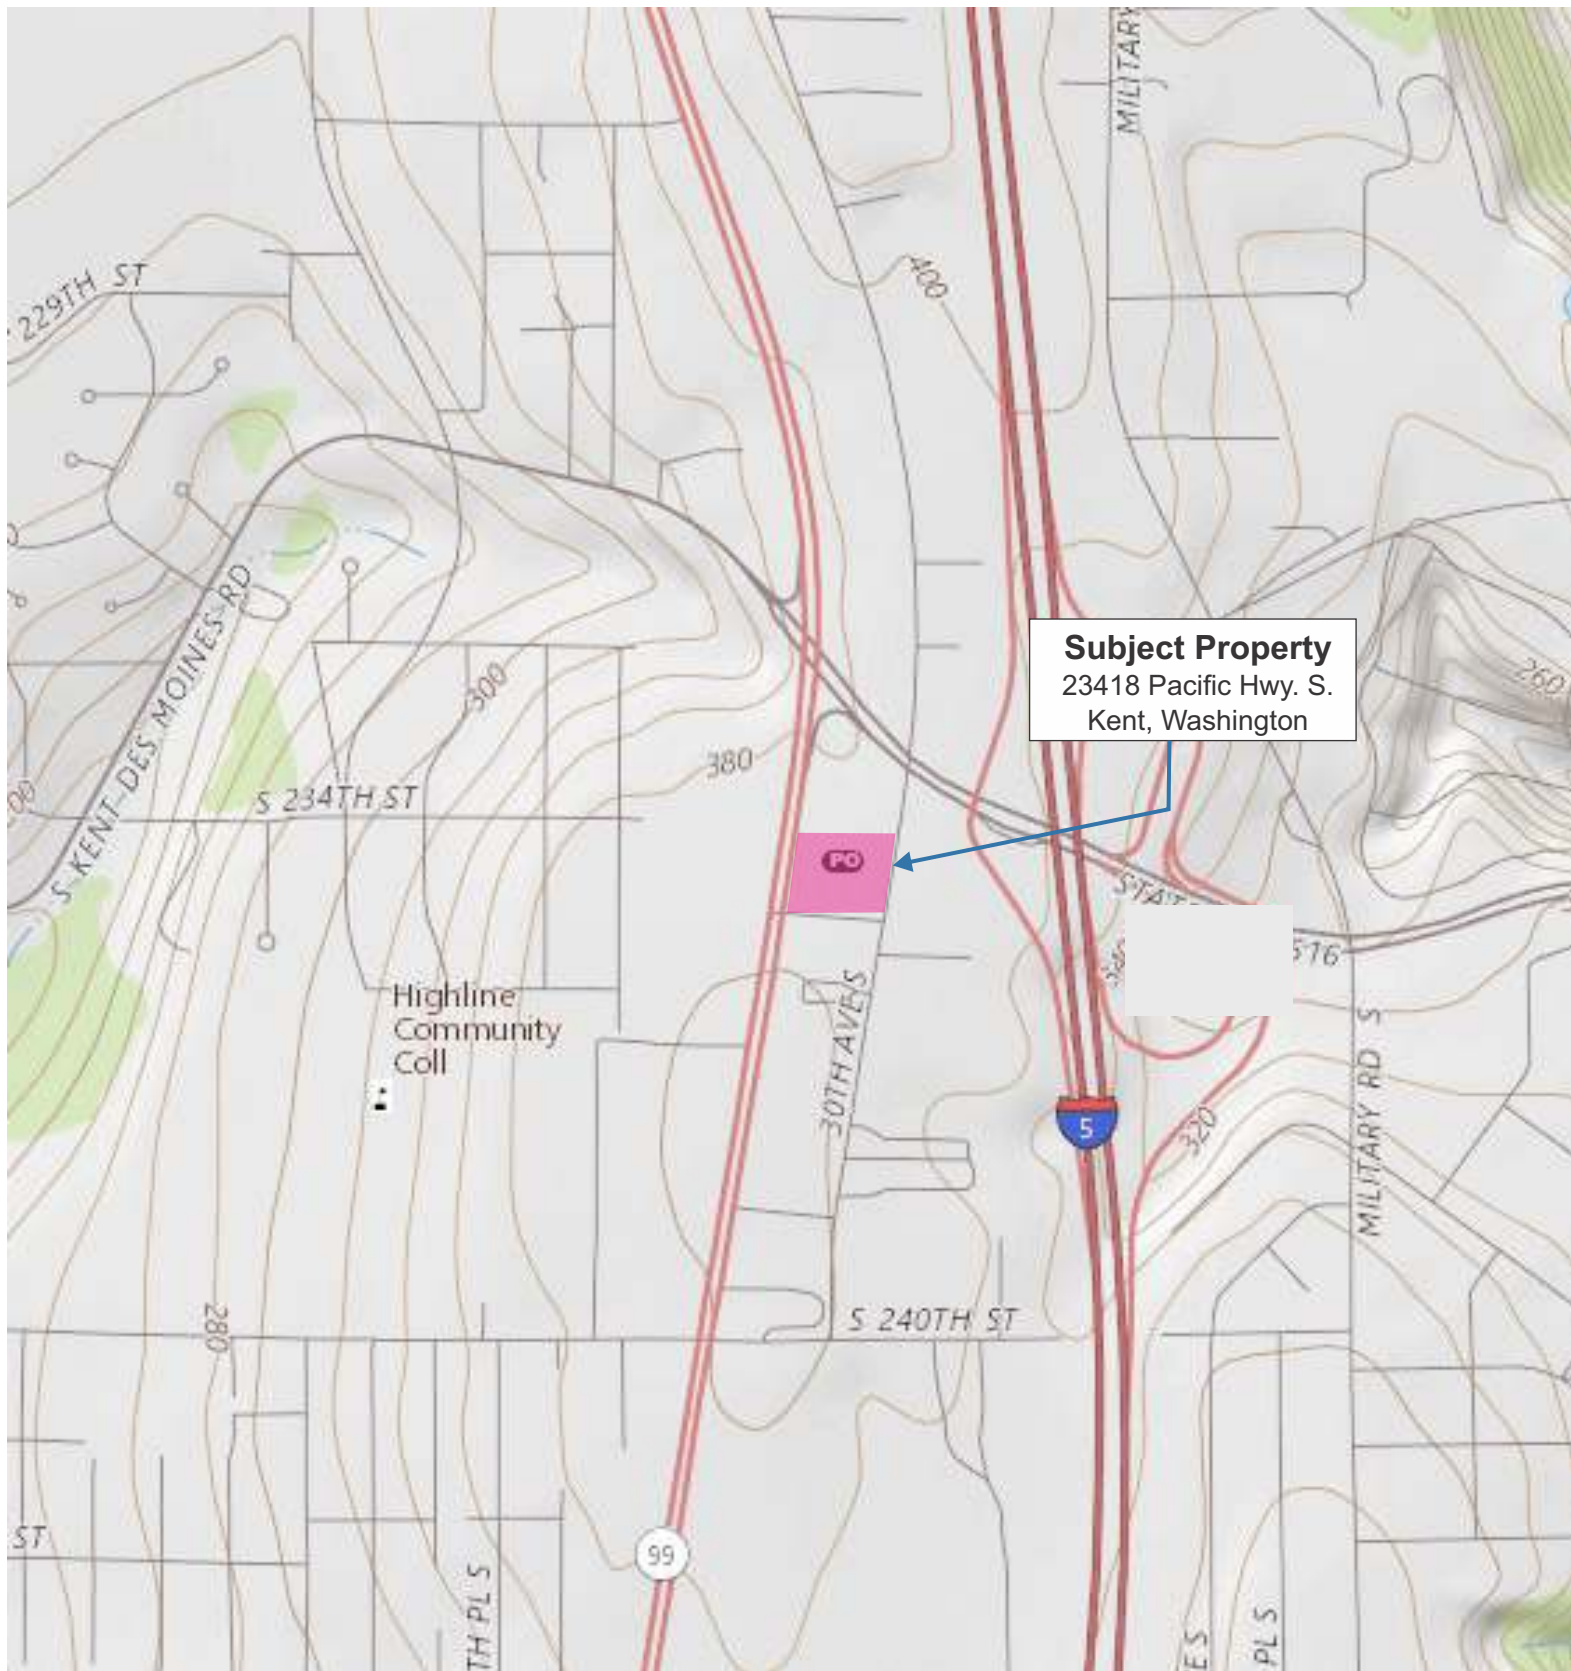 MILITARY
400
229TH ST
Subject Property
23418 Pacific Hwy. S.
Kent, Washington
S KENT-DES MOINES RD
300
260
380
S 234TH ST
PO
516
Highline
Community
Coll
30TH AVE S
MILITARY RD S
5
320
S 240TH ST
280
99
ST
TH PL S
ES
PL S